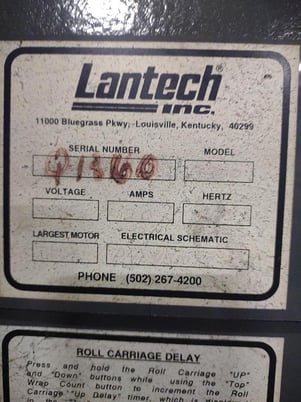 Lantech®
INC.
11000 Bluegrass Pkwy, Louisville, Kentucky, 40299
SERIAL NUMBER MODEL
VOLTAGE AMPS HERTZ
LARGEST MOTOR ELECTRICAL SCHEMATIC
PHONE (502) 267-4200
ROLL CARRIAGE DELAY
Press and hold the Roll Carriage "UP"
and "Down" buttons while using the "Top"
Wrap Count button to increment the Roll
Carriage "Up Delay" timer, which is